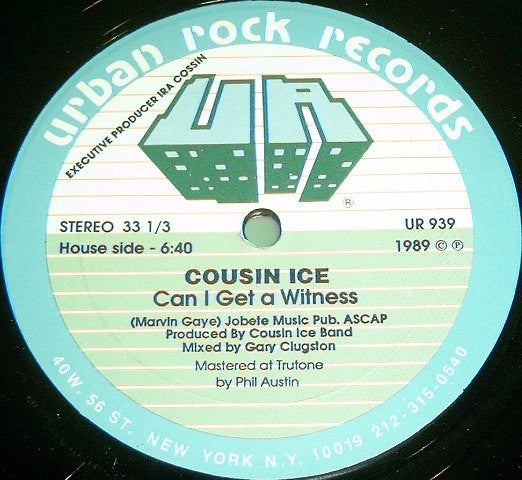 urban rock records
EXECUTIVE PRODUCER IRA COSSIN
UR
®
STEREO 33 1/3
UR 939
House side - 6:40
1989 © ℗
COUSIN ICE
Can I Get a Witness
(Marvin Gaye) Jobete Music Pub. ASCAP
Produced By Cousin Ice Band
Mixed by Gary Clugston
Mastered at Trutone
by Phil Austin
40 W. 56 ST. NEW YORK N.Y. 10019 212-315-0540